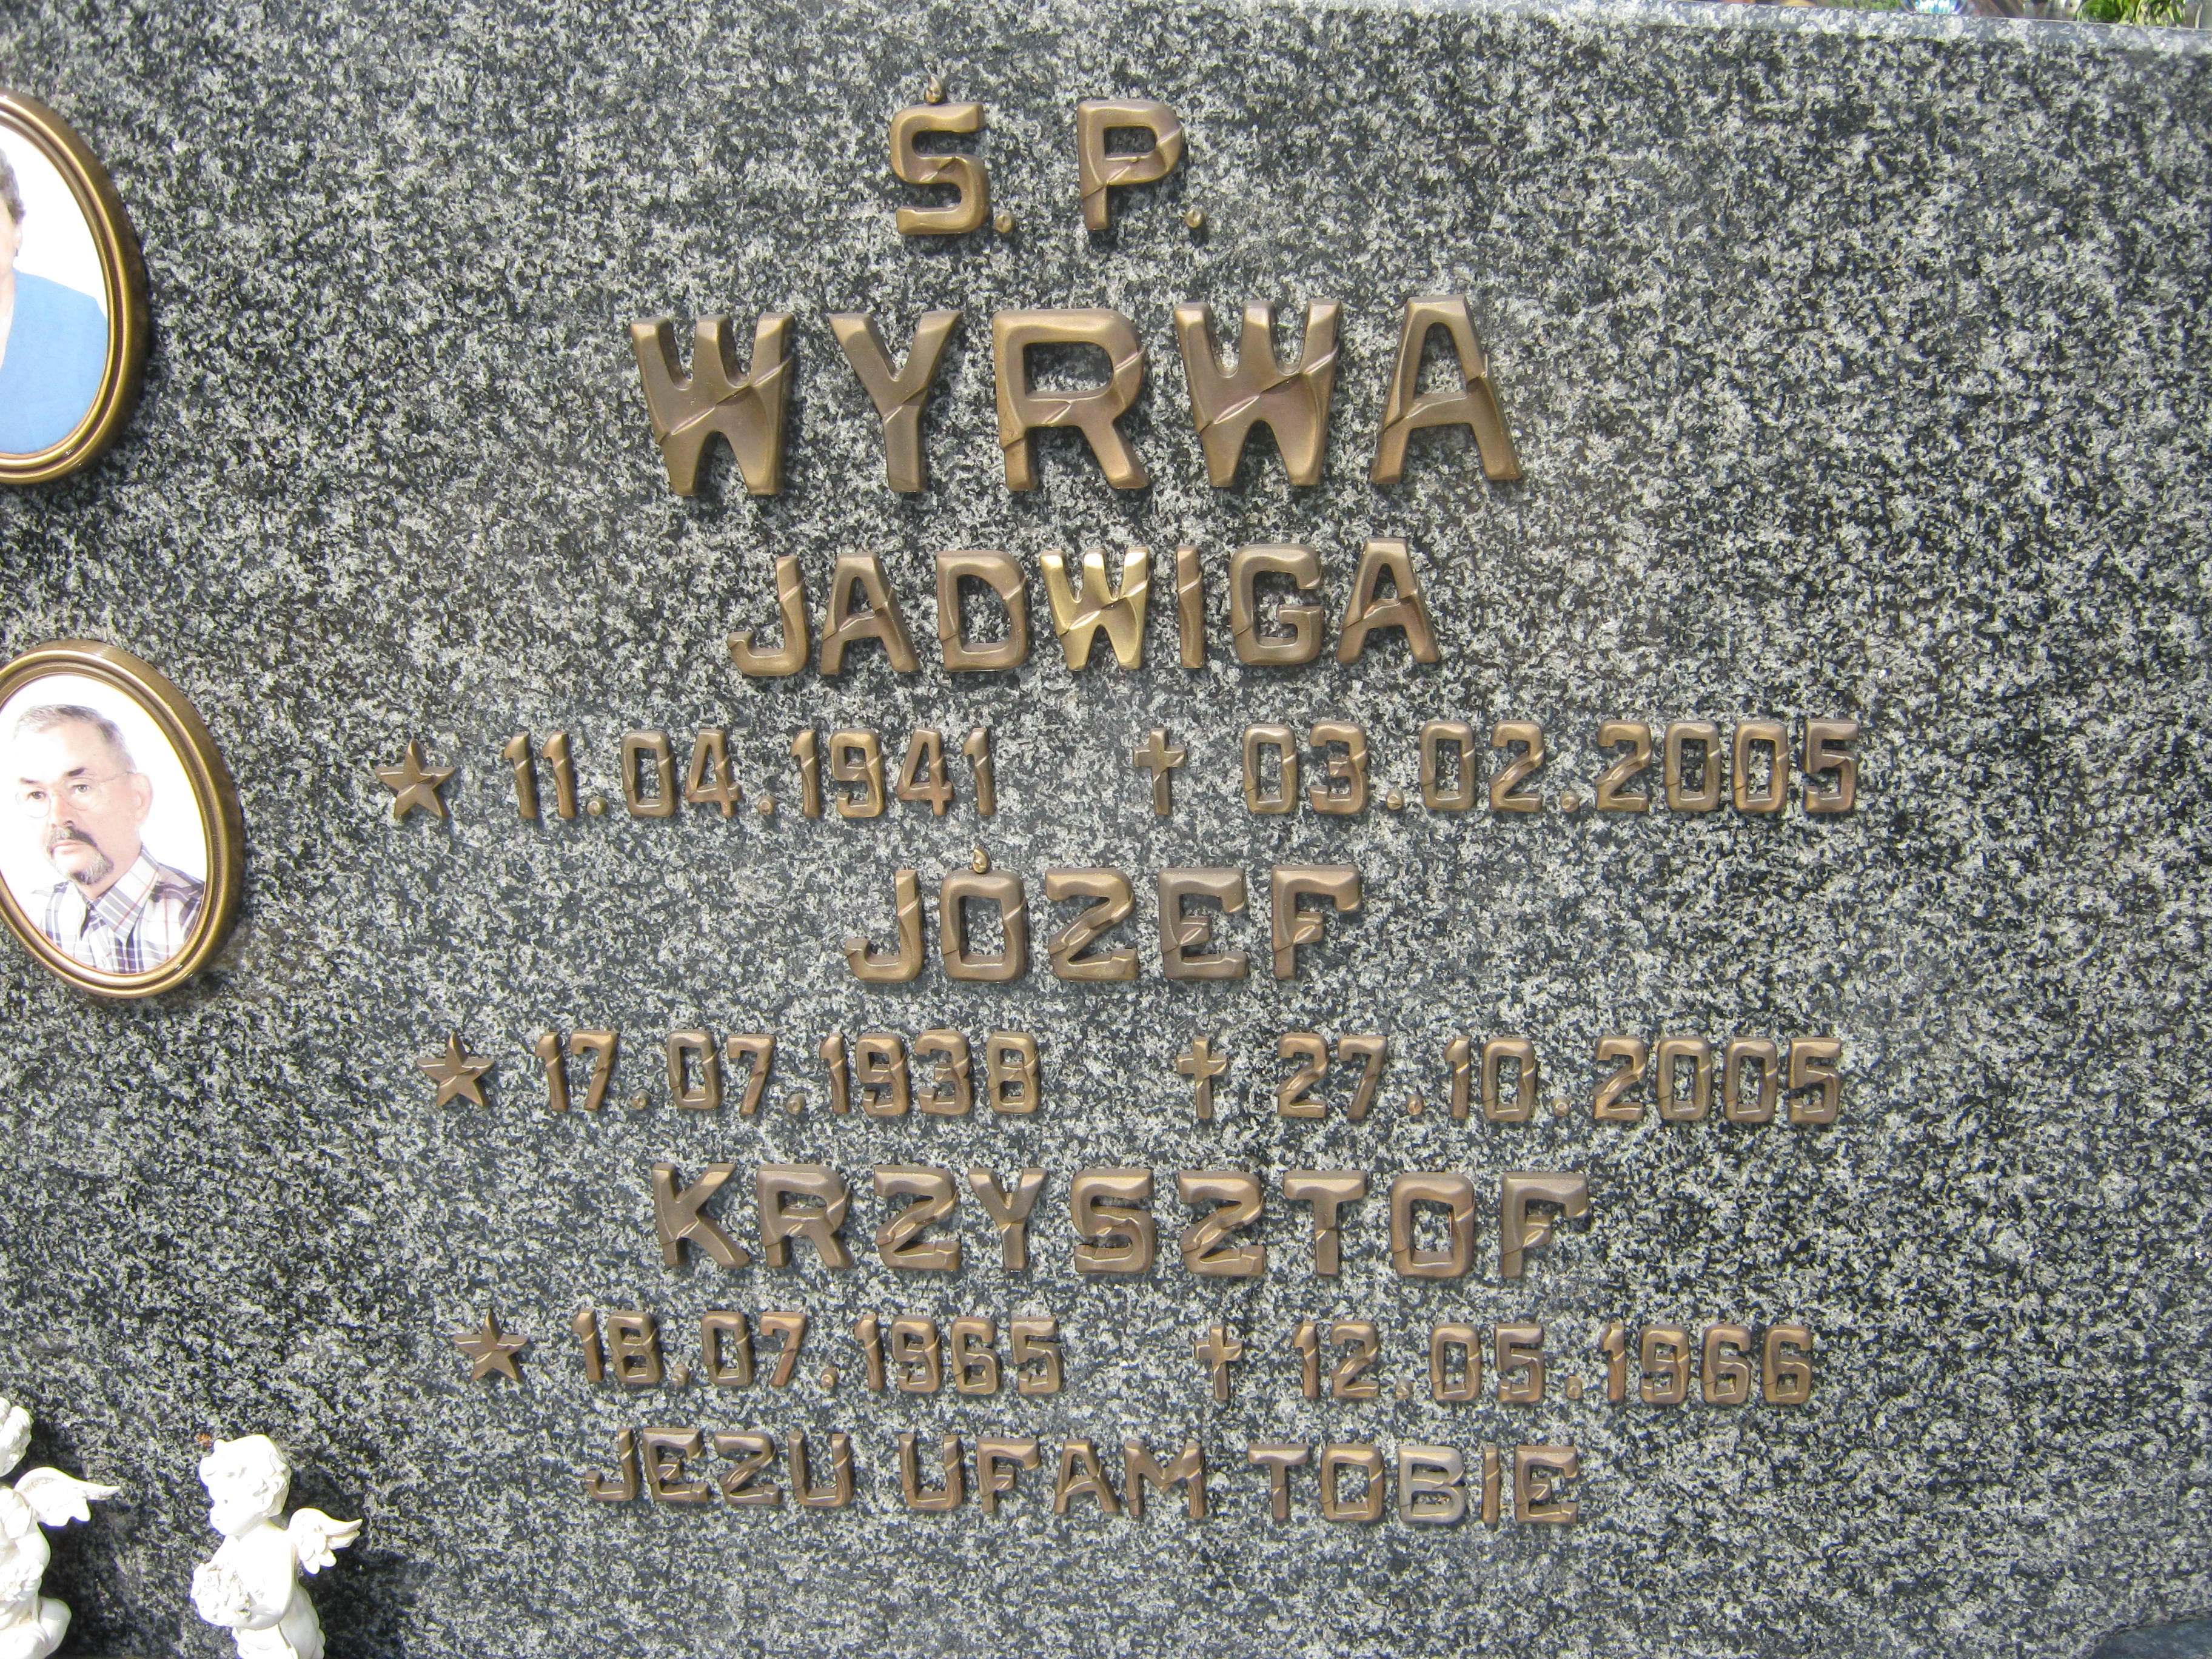 Ś. P.
WYRWA
JADWIGA
★ 11.04.1941 † 03.02.2005
JÓZEF
★ 17.07.1938 † 27.10.2005
KRZYSZTOF
★ 18.07.1965 † 12.05.1966
JEZU UFAM TOBIE